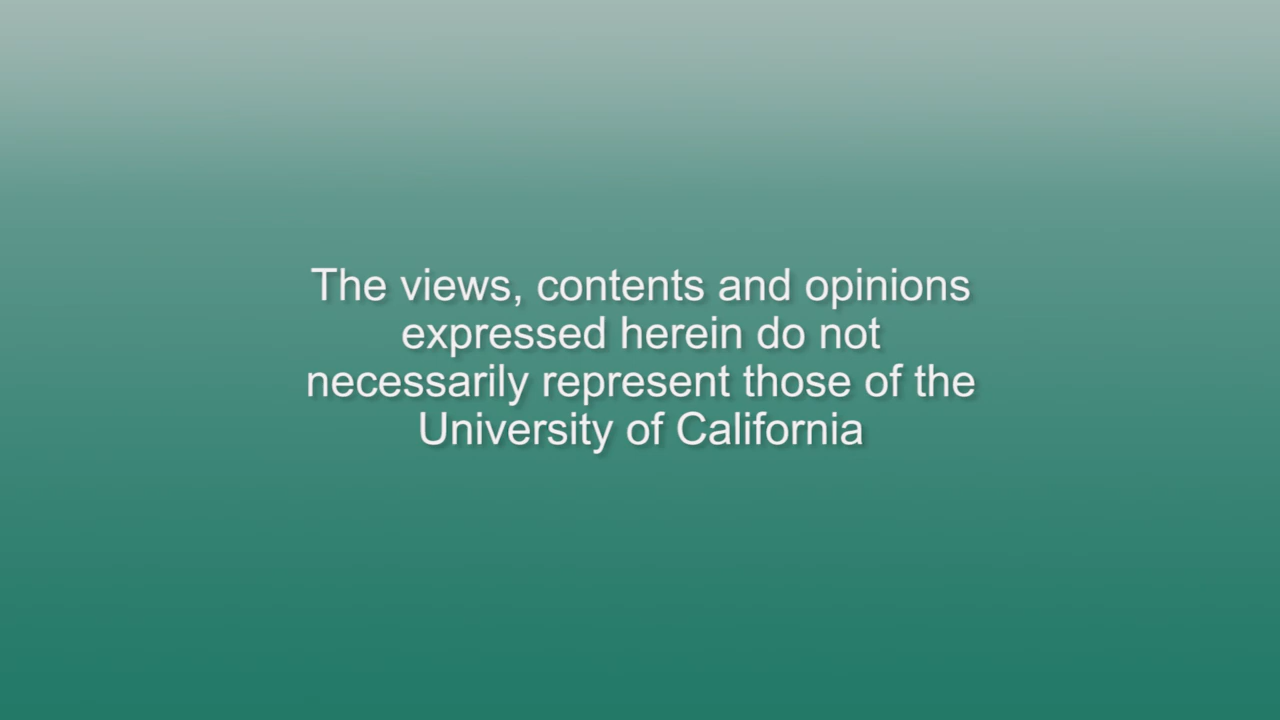 The views, contents and opinions
expressed herein do not
necessarily represent those of the
University of California